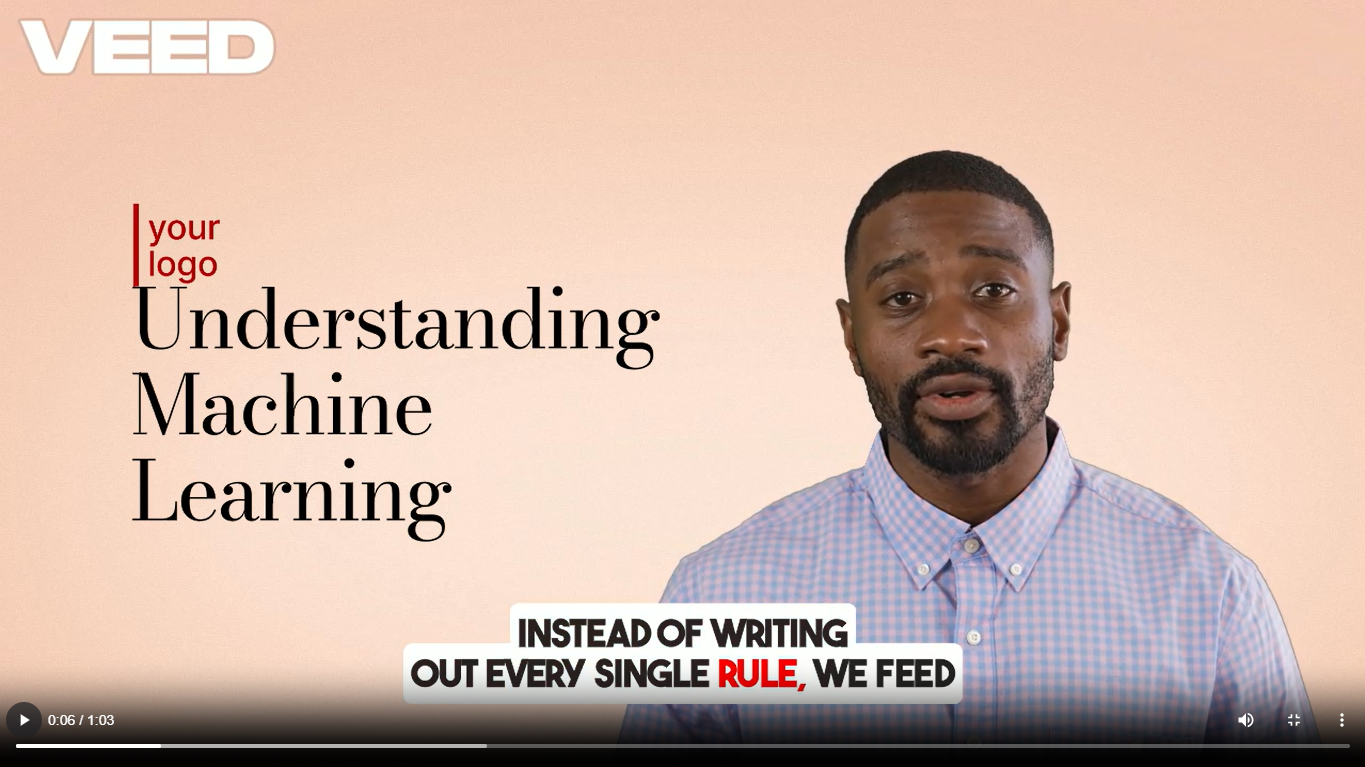 VEED
your
logo
Understanding
Machine
Learning
INSTEAD OF WRITING
OUT EVERY SINGLE RULE, WE FEED
0:06 / 1:03